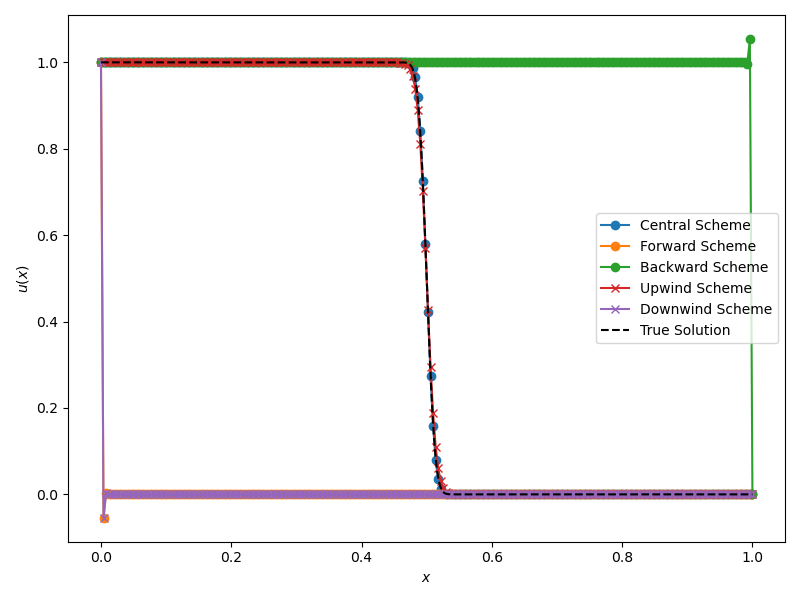 1.0
0.8
0.6
0.4
0.2
0.0
u(x)
Central Scheme
Forward Scheme
Backward Scheme
Upwind Scheme
Downwind Scheme
True Solution
0.0 0.2 0.4 0.6 0.8 1.0
x